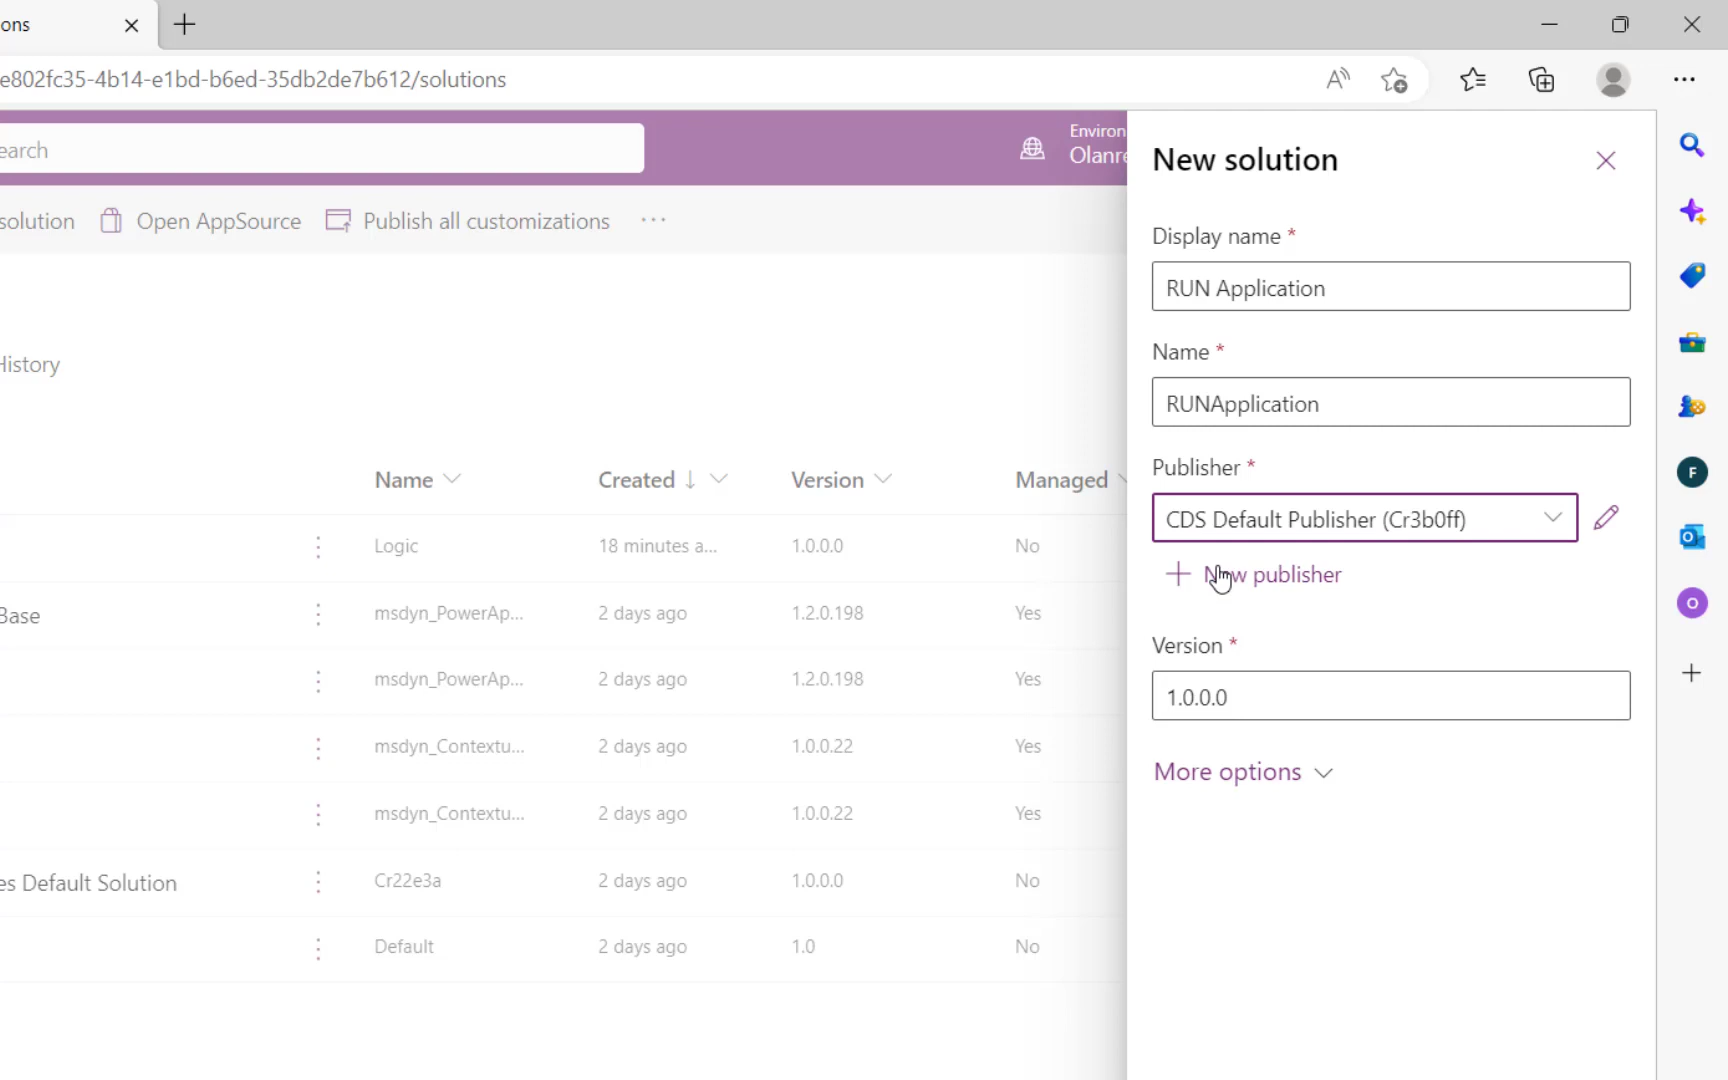 ons
e802fc35-4b14-e1bd-b6ed-35db2de7b612/solutions
earch
Environ
Olanre
solution
Open AppSource
Publish all customizations
History
Name
Created
Version
Managed
Logic
18 minutes a...
1.0.0.0
No
Base
msdyn_PowerAp...
2 days ago
1.2.0.198
Yes
msdyn_PowerAp...
2 days ago
1.2.0.198
Yes
msdyn_Contextu...
2 days ago
1.0.0.22
Yes
msdyn_Contextu...
2 days ago
1.0.0.22
Yes
es Default Solution
Cr22e3a
2 days ago
1.0.0.0
No
Default
2 days ago
1.0
No
New solution
Display name *
RUN Application
Name *
RUNApplication
Publisher *
CDS Default Publisher (Cr3b0ff)
New publisher
Version *
1.0.0.0
More options
F
O
O